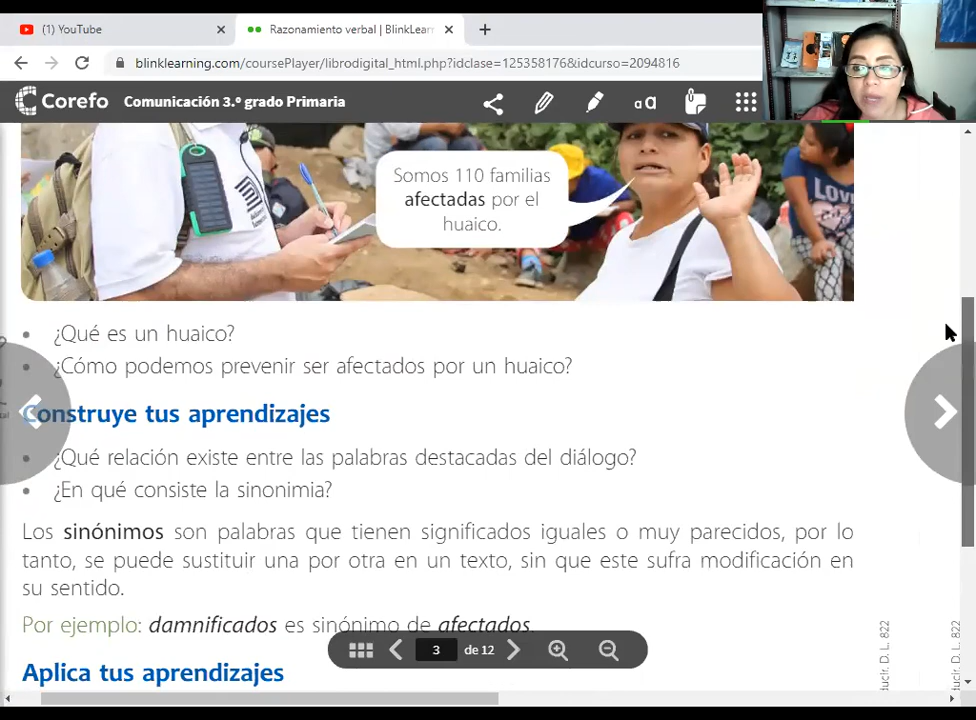 (1) YouTube
Razonamiento verbal | BlinkLearn
blinklearning.com/coursePlayer/librodigital_html.php?idclase=125358176&idcurso=2094816
Corefo Comunicación 3.º grado Primaria
aa
Somos 110 familias
afectadas por el
huaico.
LOVE
• ¿Qué es un huaico?
• ¿Cómo podemos prevenir ser afectados por un huaico?
Construye tus aprendizajes
• ¿Qué relación existe entre las palabras destacadas del diálogo?
• ¿En qué consiste la sinonimia?
Los sinónimos son palabras que tienen significados iguales o muy parecidos, por lo
tanto, se puede sustituir una por otra en un texto, sin que este sufra modificación en
su sentido.
Por ejemplo: damnificados es sinónimo de afectados.
3 de 12
Aplica tus aprendizajes
ducir. D. L. 822
ducir. D. L. 822